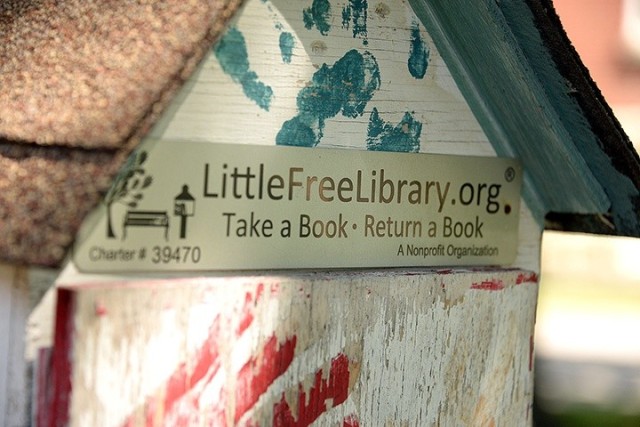 LittleFreeLibrary.org®
Take a Book • Return a Book
Charter # 39470
A Nonprofit Organization